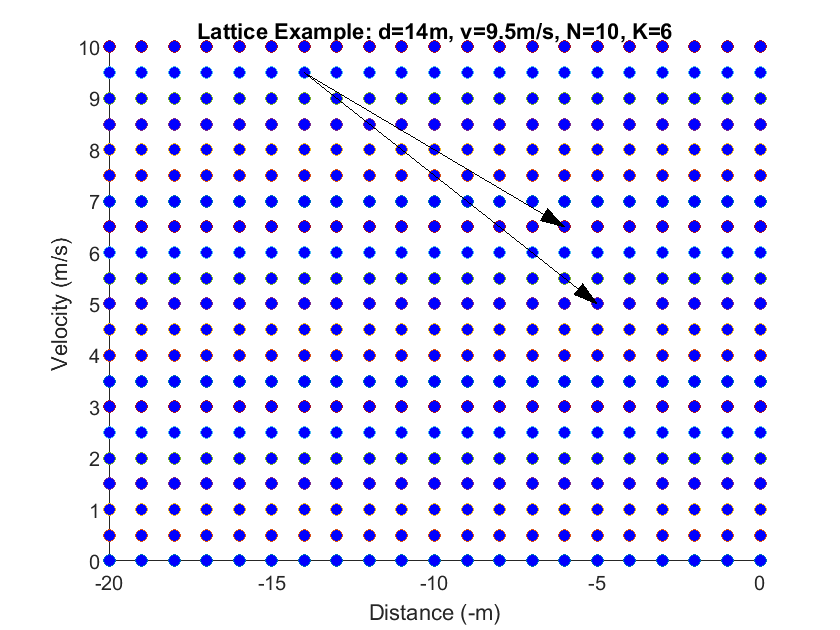 Lattice Example: d=14m, v=9.5m/s, N=10, K=6
10
9
8
7
6
5
4
3
2
1
0
Velocity (m/s)
-20 -15 -10 -5 0
Distance (-m)